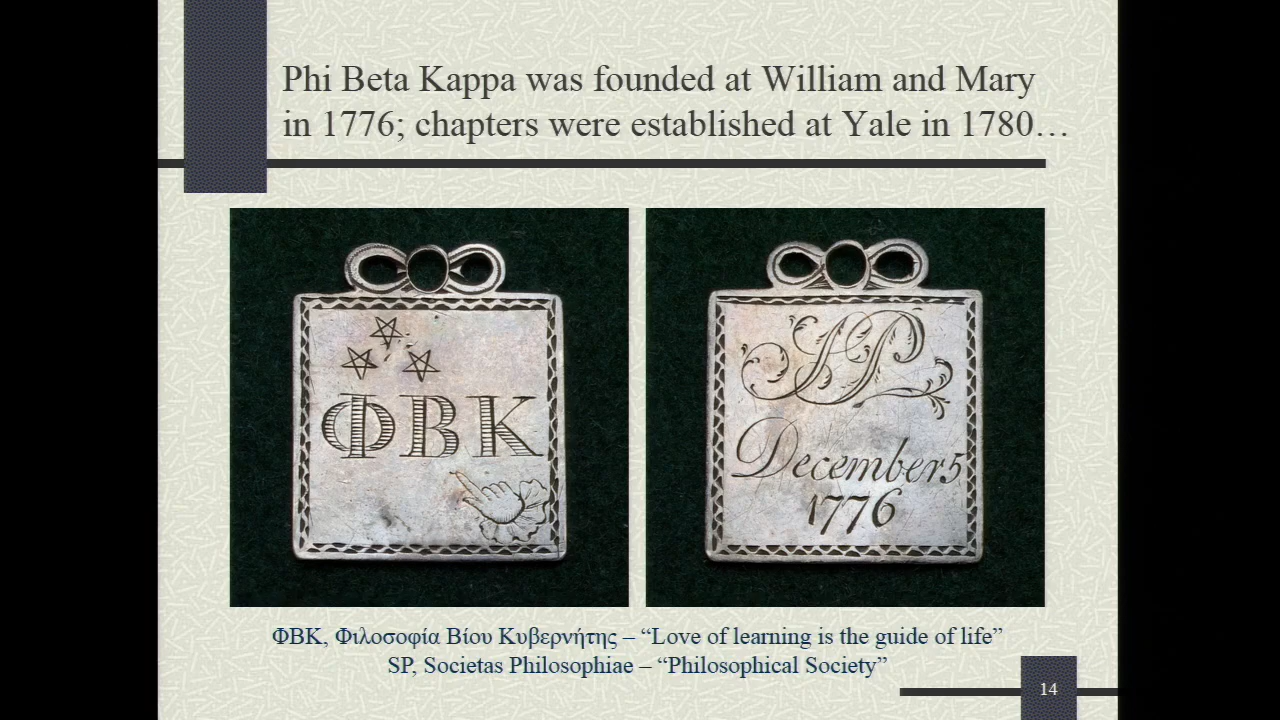 Phi Beta Kappa was founded at William and Mary
in 1776; chapters were established at Yale in 1780…
ΦΒΚ
SP
December 5
1776
ΦΒΚ, Φιλοσοφία Βίου Κυβερνήτης – “Love of learning is the guide of life”
SP, Societas Philosophiae – “Philosophical Society”
14